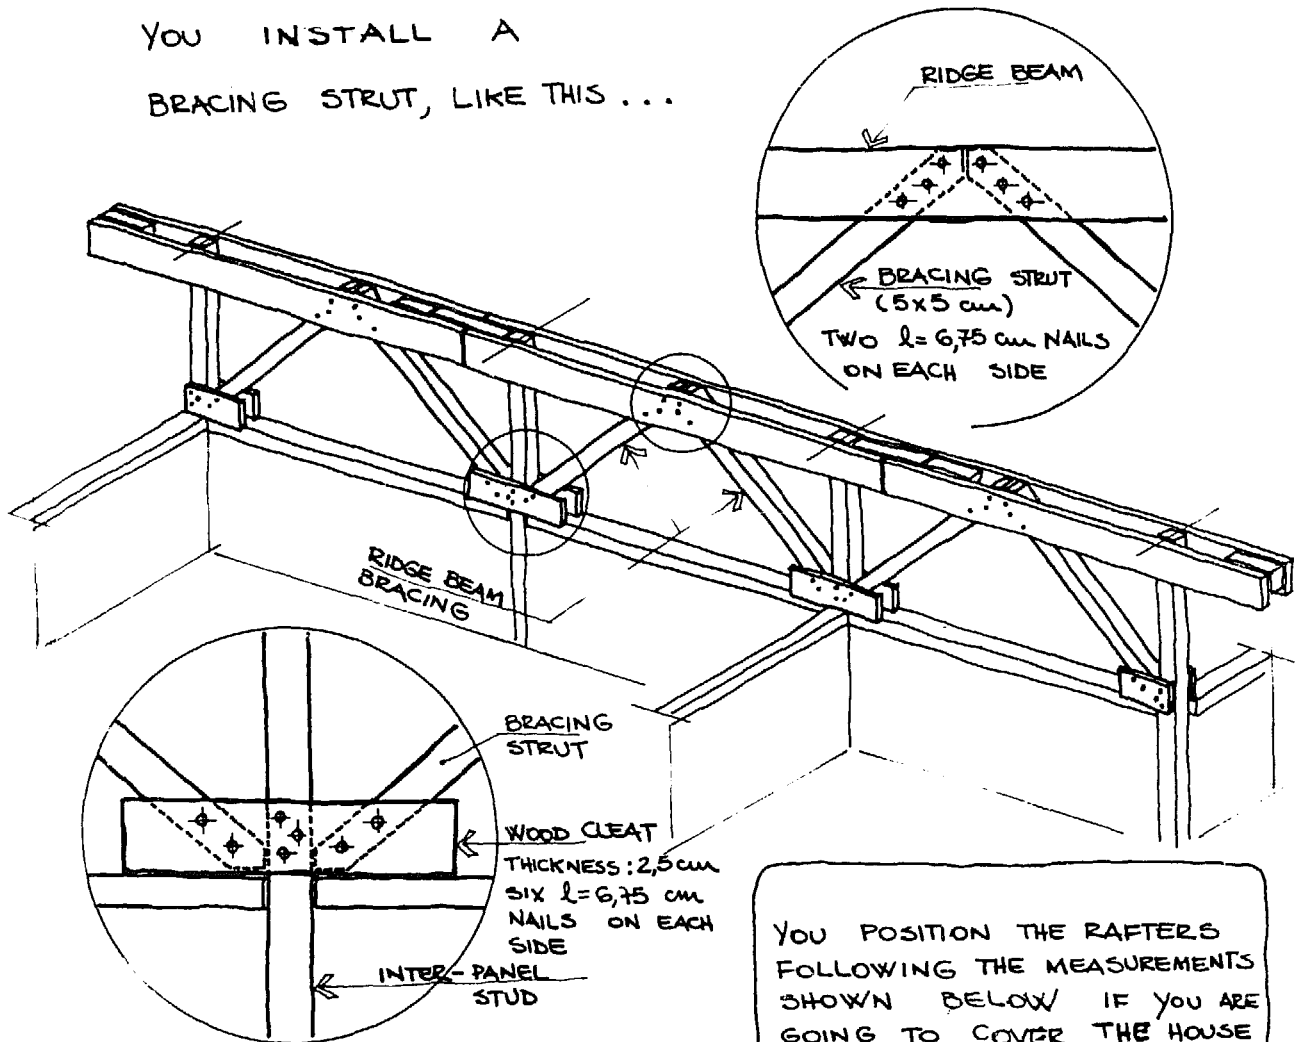 YOU INSTALL A
BRACING STRUT, LIKE THIS ...
RIDGE BEAM
BRACING STRUT
(5x5 cm)
TWO l=6,75 cm NAILS
ON EACH SIDE
RIDGE BEAM
BRACING
BRACING
STRUT
WOOD CLEAT
THICKNESS: 2,5 cm
SIX l=6,75 cm
NAILS ON EACH
SIDE
INTER-PANEL
STUD
YOU POSITION THE RAFTERS
FOLLOWING THE MEASUREMENTS
SHOWN BELOW IF YOU ARE
GOING TO COVER THE HOUSE